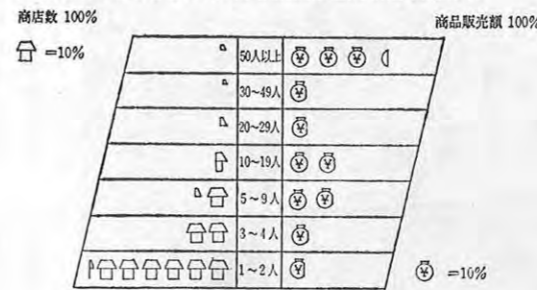 商店数 100%
商品販売額 100%
=10%
50人以上
30~49人
20~29人
10~19人
5~9人
3~4人
1~2人
=10%